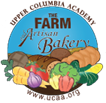 UPPER COLUMBIA ACADEMY
THE
FARM
Artisan
Bakery
www.ucaa.org